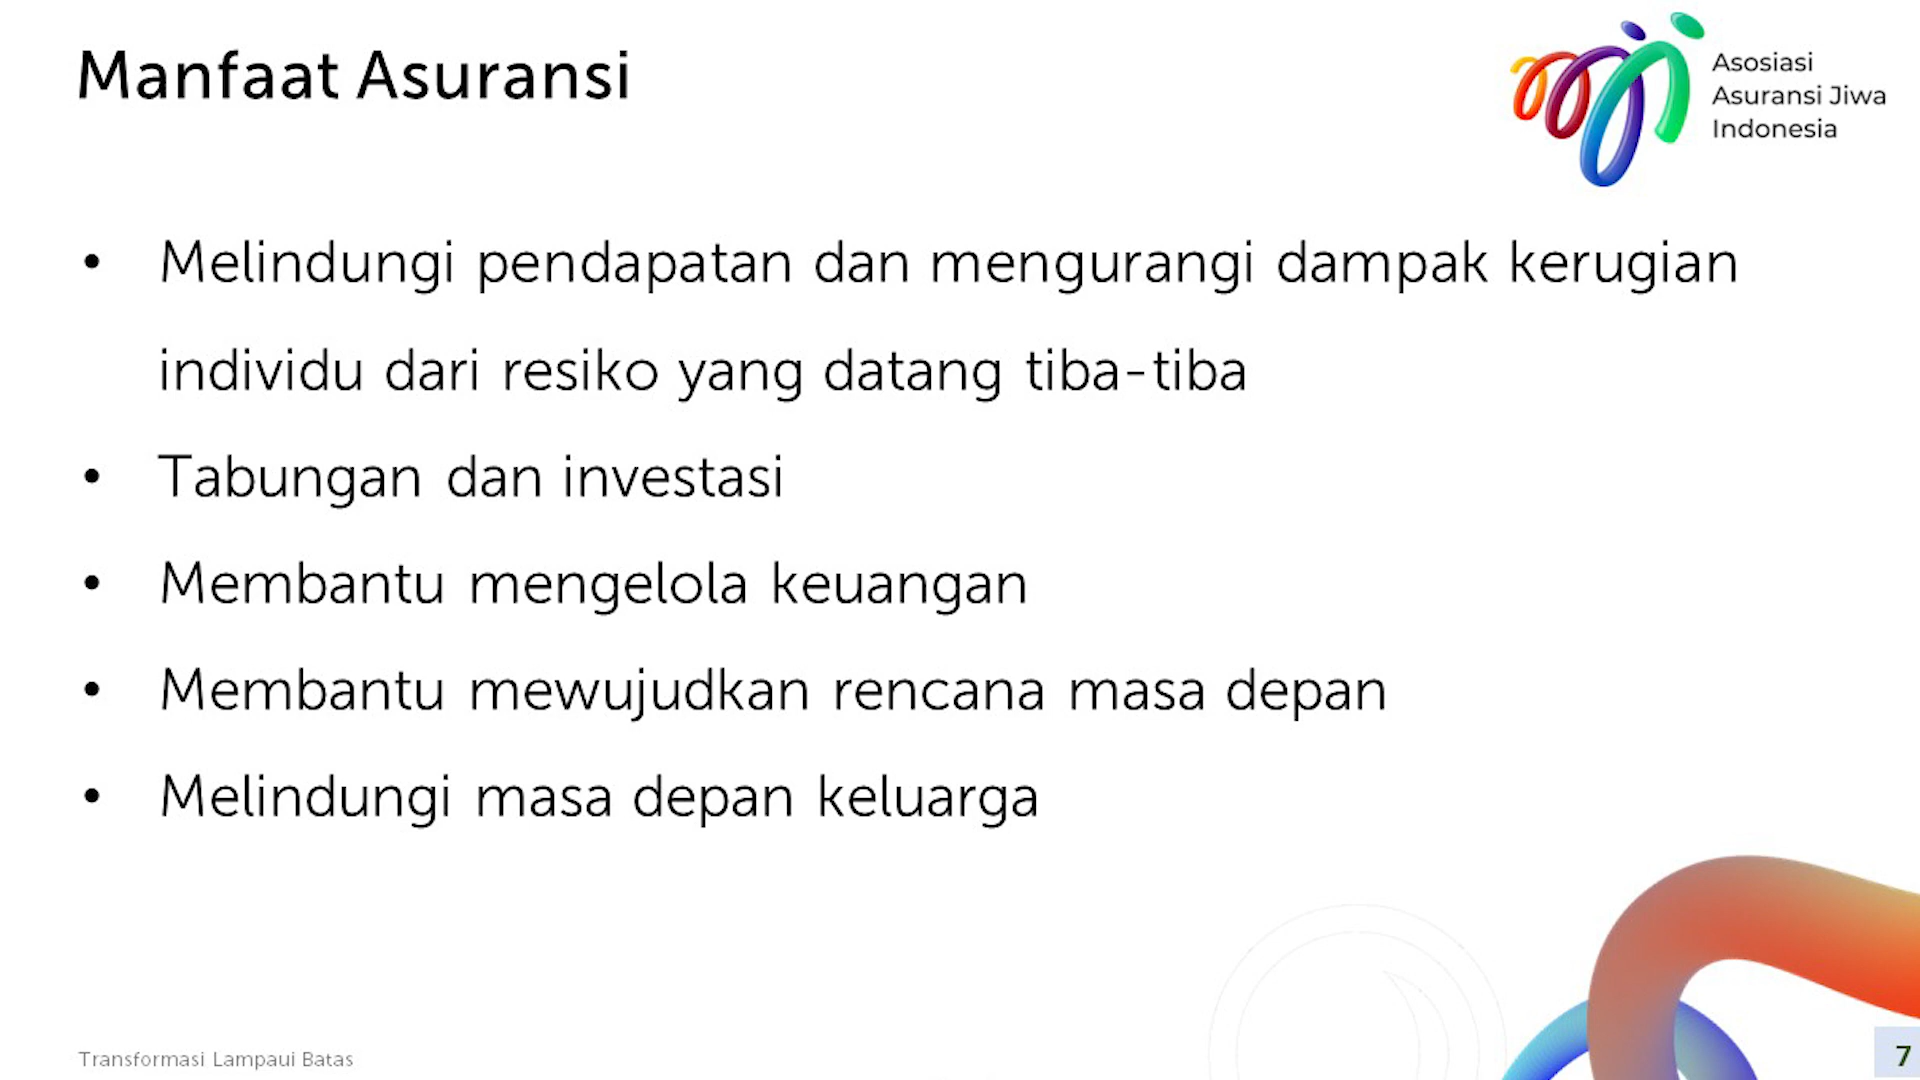 Manfaat Asuransi
Asosiasi
Asuransi Jiwa
Indonesia
• Melindungi pendapatan dan mengurangi dampak kerugian
individu dari resiko yang datang tiba-tiba
• Tabungan dan investasi
• Membantu mengelola keuangan
• Membantu mewujudkan rencana masa depan
• Melindungi masa depan keluarga
Transformasi Lampaui Batas
7